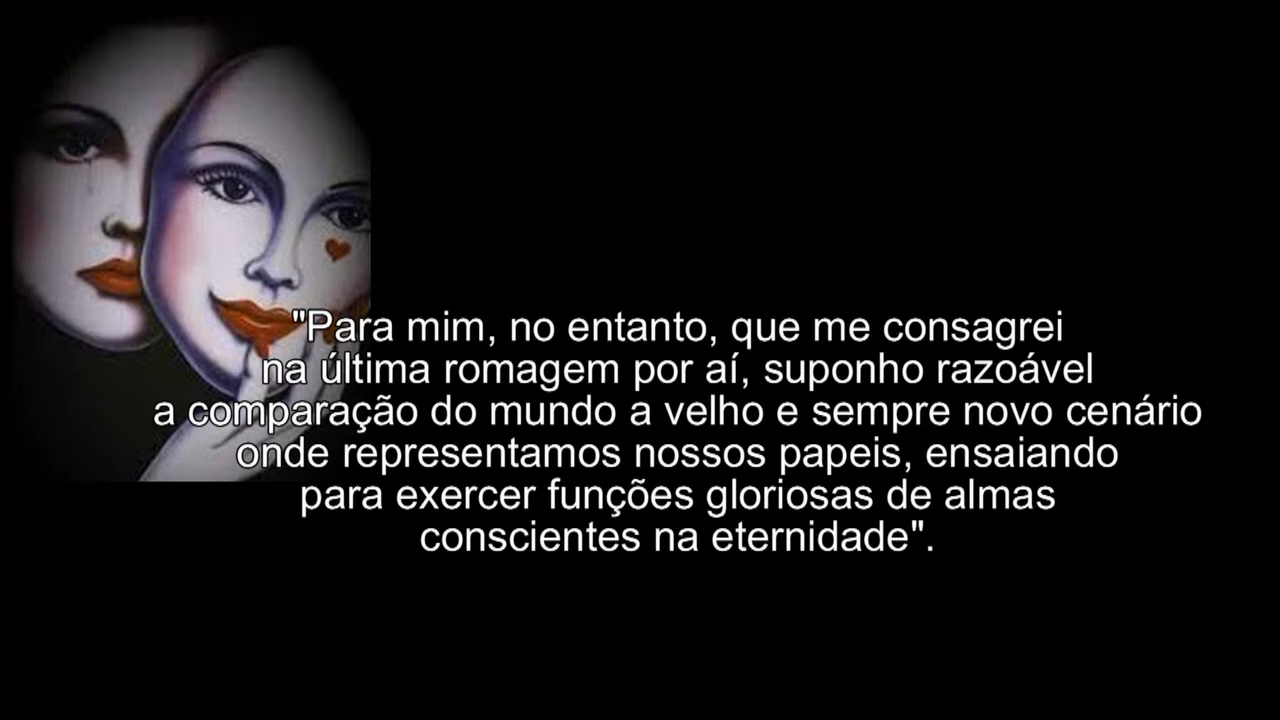 "Para mim, no entanto, que me consagrei
na última romagem por aí, suponho razoável
a comparação do mundo a velho e sempre novo cenário
onde representamos nossos papeis, ensaiando
para exercer funções gloriosas de almas
conscientes na eternidade".